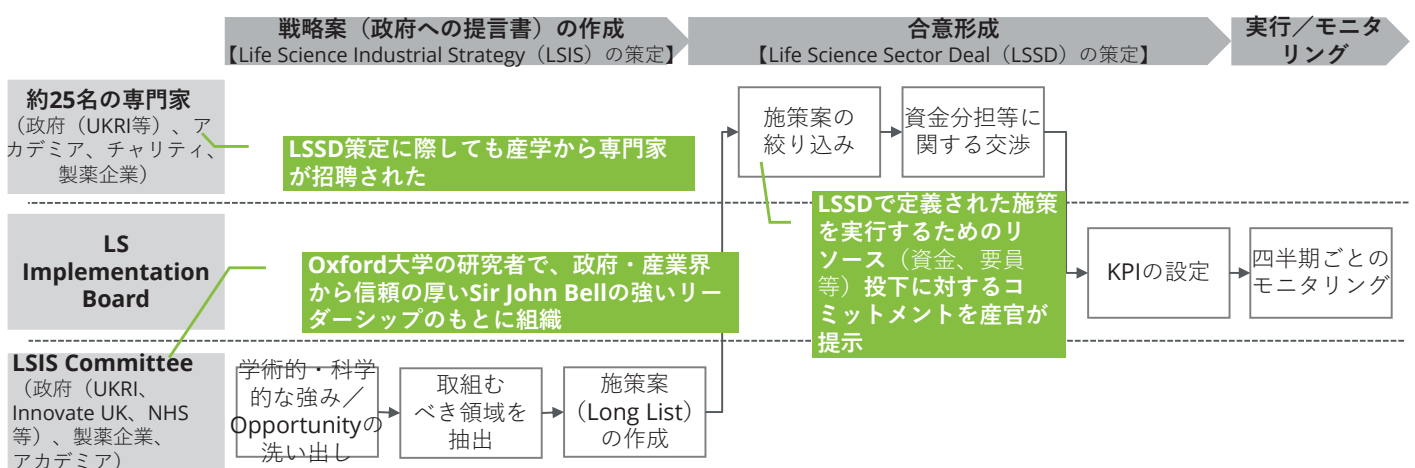 戦略案（政府への提言書）の作成
【Life Science Industrial Strategy（LSIS）の策定】
合意形成
【Life Science Sector Deal（LSSD）の策定】
実行／モニタ
リング
約25名の専門家
（政府（UKRI等）、ア
カデミア、チャリティ、
製薬企業）
LSSD策定に際しても産学から専門家
が招聘された
施策案の
絞り込み
資金分担等に
関する交渉
LS
Implementation
Board
Oxford大学の研究者で、政府・産業界
から信頼の厚いSir John Bellの強いリー
ダーシップのもとに組織
LSSDで定義された施策
を実行するためのリ
ソース（資金、要員
等）投下に対するコ
ミットメントを産官が
提示
KPIの設定
四半期ごとの
モニタリング
LSIS Committee
（政府（UKRI、
Innovate UK、NHS
等）、製薬企業、
アカデミア）
学術的・科学
的な強み／
Opportunityの
洗い出し
取組む
べき領域を
抽出
施策案
（Long List）
の作成